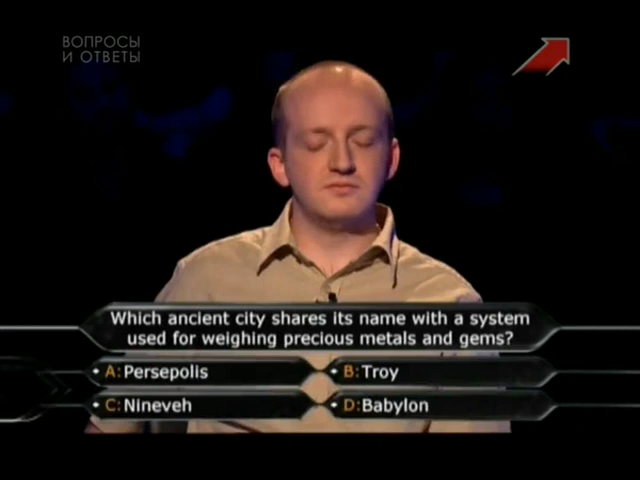 ВОПРОСЫ
И ОТВЕТЫ
Which ancient city shares its name with a system
used for weighing precious metals and gems?
A: Persepolis
B: Troy
C: Nineveh
D: Babylon